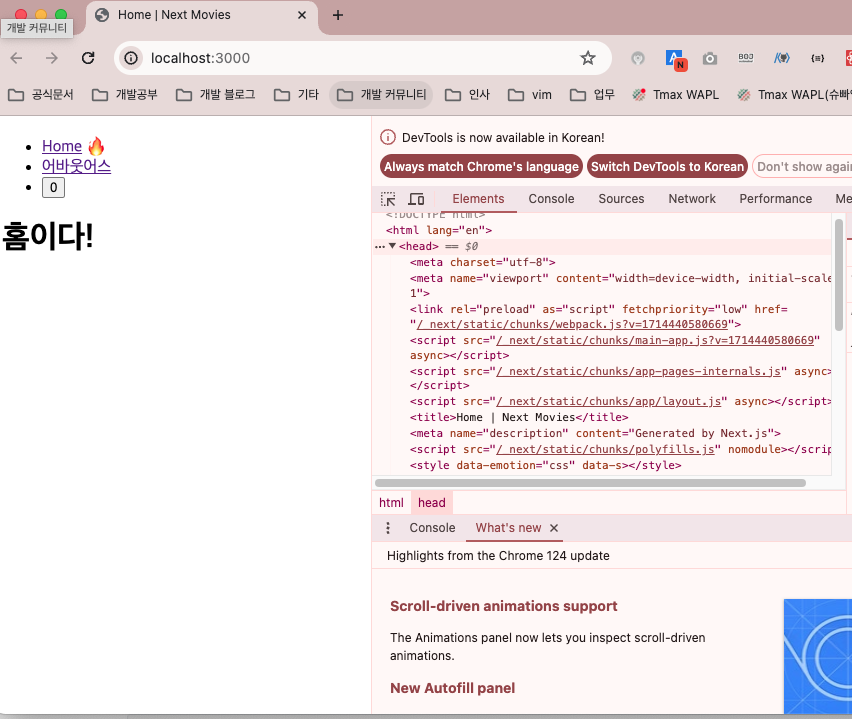 Home | Next Movies
개발 커뮤니티
localhost:3000
공식문서 개발공부 개발 블로그 기타 개발 커뮤니티 인사 vim 업무 Tmax WAPL Tmax WAPL(슈빠
Home 🔥
어바웃어스
0
홈이다!
DevTools is now available in Korean!
Always match Chrome's language Switch DevTools to Korean Don't show again
Elements Console Sources Network Performance Me
<!DOCTYPE html>
<html lang="en">
<head> == $0
<meta charset="utf-8">
<meta name="viewport" content="width=device-width, initial-scale
1">
<link rel="preload" as="script" fetchpriority="low" href=
"/_next/static/chunks/webpack.js?v=1714440580669">
<script src="/_next/static/chunks/main-app.js?v=1714440580669"
async></script>
<script src="/_next/static/chunks/app-pages-internals.js" async>
</script>
<script src="/_next/static/chunks/app/layout.js" async></script>
<title>Home | Next Movies</title>
<meta name="description" content="Generated by Next.js">
<script src="/_next/static/chunks/polyfills.js" nomodule></scrip
<style data-emotion="css" data-s></style>
html head
Console What's new
Highlights from the Chrome 124 update
Scroll-driven animations support
The Animations panel now lets you inspect scroll-driven
animations.
New Autofill panel